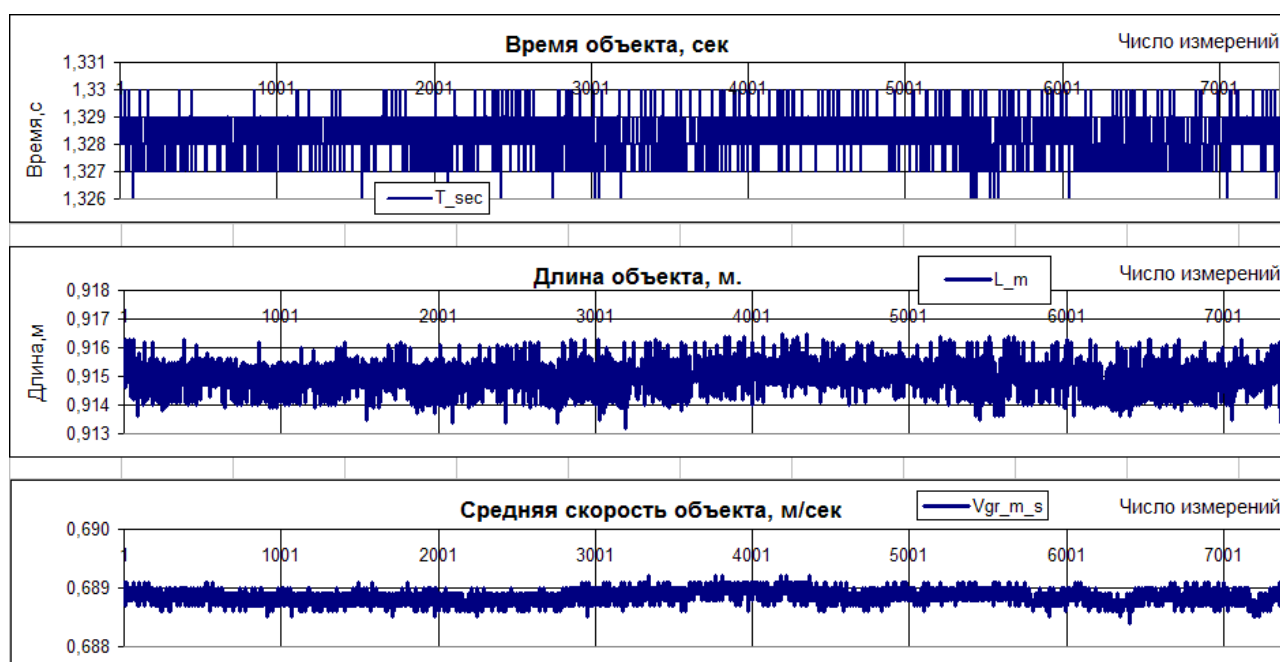 Время объекта, сек
Число измерений
1,331
1,33
1,329
1,328
1,327
1,326
Время,с
1 1001 2001 3001 4001 5001 6001 7001
T_sec
Длина объекта, м.
L_m
Число измерений
0,918
0,917
0,916
0,915
0,914
0,913
Длина,м
1 1001 2001 3001 4001 5001 6001 7001
Средняя скорость объекта, м/сек
Vgr_m_s
Число измерений
0,690
0,689
0,688
1 1001 2001 3001 4001 5001 6001 7001